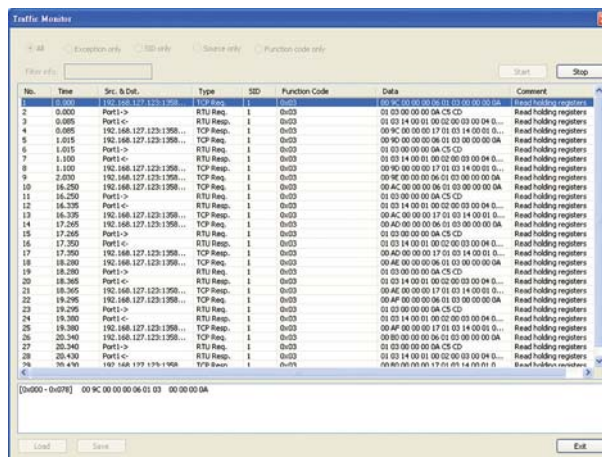 Traffic Monitor
All Exception only SID only Source only Function code only
Filter info:
Start Stop
No. Time Src. & Dst. Type SID Function Code Data Comment
1 0.000 192.168.127.123:1358... TCP Req. 1 0x03 00 9C 00 00 00 06 01 03 00 00 00 0A Read holding registers
2 0.000 Port1-> RTU Req. 1 0x03 01 03 00 00 00 0A C5 CD Read holding registers
3 0.085 Port1<- RTU Resp. 1 0x03 01 03 14 00 01 00 02 00 03 00 04 0... Read holding registers
4 0.085 192.168.127.123:1358... TCP Resp. 1 0x03 00 9C 00 00 00 17 01 03 14 00 01 0... Read holding registers
5 1.015 192.168.127.123:1358... TCP Req. 1 0x03 00 9D 00 00 00 06 01 03 00 00 00 0A Read holding registers
6 1.015 Port1-> RTU Req. 1 0x03 01 03 00 00 00 0A C5 CD Read holding registers
7 1.100 Port1<- RTU Resp. 1 0x03 01 03 14 00 01 00 02 00 03 00 04 0... Read holding registers
8 1.100 192.168.127.123:1358... TCP Resp. 1 0x03 00 9D 00 00 00 17 01 03 14 00 01 0... Read holding registers
9 2.030 192.168.127.123:1358... TCP Req. 1 0x03 00 9E 00 00 00 06 01 03 00 00 00 0A Read holding registers
10 16.250 192.168.127.123:1358... TCP Req. 1 0x03 00 AC 00 00 00 06 01 03 00 00 00 0A Read holding registers
11 16.250 Port1-> RTU Req. 1 0x03 01 03 00 00 00 0A C5 CD Read holding registers
12 16.335 Port1<- RTU Resp. 1 0x03 01 03 14 00 01 00 02 00 03 00 04 0... Read holding registers
13 16.335 192.168.127.123:1358... TCP Resp. 1 0x03 00 AC 00 00 00 17 01 03 14 00 01 0... Read holding registers
14 17.265 192.168.127.123:1358... TCP Req. 1 0x03 00 AD 00 00 00 06 01 03 00 00 00 0A Read holding registers
15 17.265 Port1-> RTU Req. 1 0x03 01 03 00 00 00 0A C5 CD Read holding registers
16 17.350 Port1<- RTU Resp. 1 0x03 01 03 14 00 01 00 02 00 03 00 04 0... Read holding registers
17 17.350 192.168.127.123:1358... TCP Resp. 1 0x03 00 AD 00 00 00 17 01 03 14 00 01 0... Read holding registers
18 18.280 192.168.127.123:1358... TCP Req. 1 0x03 00 AE 00 00 00 06 01 03 00 00 00 0A Read holding registers
19 18.280 Port1-> RTU Req. 1 0x03 01 03 00 00 00 0A C5 CD Read holding registers
20 18.365 Port1<- RTU Resp. 1 0x03 01 03 14 00 01 00 02 00 03 00 04 0... Read holding registers
21 18.365 192.168.127.123:1358... TCP Resp. 1 0x03 00 AE 00 00 00 17 01 03 14 00 01 0... Read holding registers
22 19.295 192.168.127.123:1358... TCP Req. 1 0x03 00 AF 00 00 00 06 01 03 00 00 00 0A Read holding registers
23 19.295 Port1-> RTU Req. 1 0x03 01 03 00 00 00 0A C5 CD Read holding registers
24 19.380 Port1<- RTU Resp. 1 0x03 01 03 14 00 01 00 02 00 03 00 04 0... Read holding registers
25 19.380 192.168.127.123:1358... TCP Resp. 1 0x03 00 AF 00 00 00 17 01 03 14 00 01 0... Read holding registers
26 20.340 192.168.127.123:1358... TCP Req. 1 0x03 00 B0 00 00 00 06 01 03 00 00 00 0A Read holding registers
27 20.340 Port1-> RTU Req. 1 0x03 01 03 00 00 00 0A C5 CD Read holding registers
28 20.430 Port1<- RTU Resp. 1 0x03 01 03 14 00 01 00 02 00 03 00 04 0... Read holding registers
29 20.430 192.168.127.123:1358... TCP Resp. 1 0x03 00 B0 00 00 00 17 01 03 14 00 01 0... Read holding registers
[0x000 - 0x07B] 00 9C 00 00 00 06 01 03 00 00 00 0A
Load Save Exit